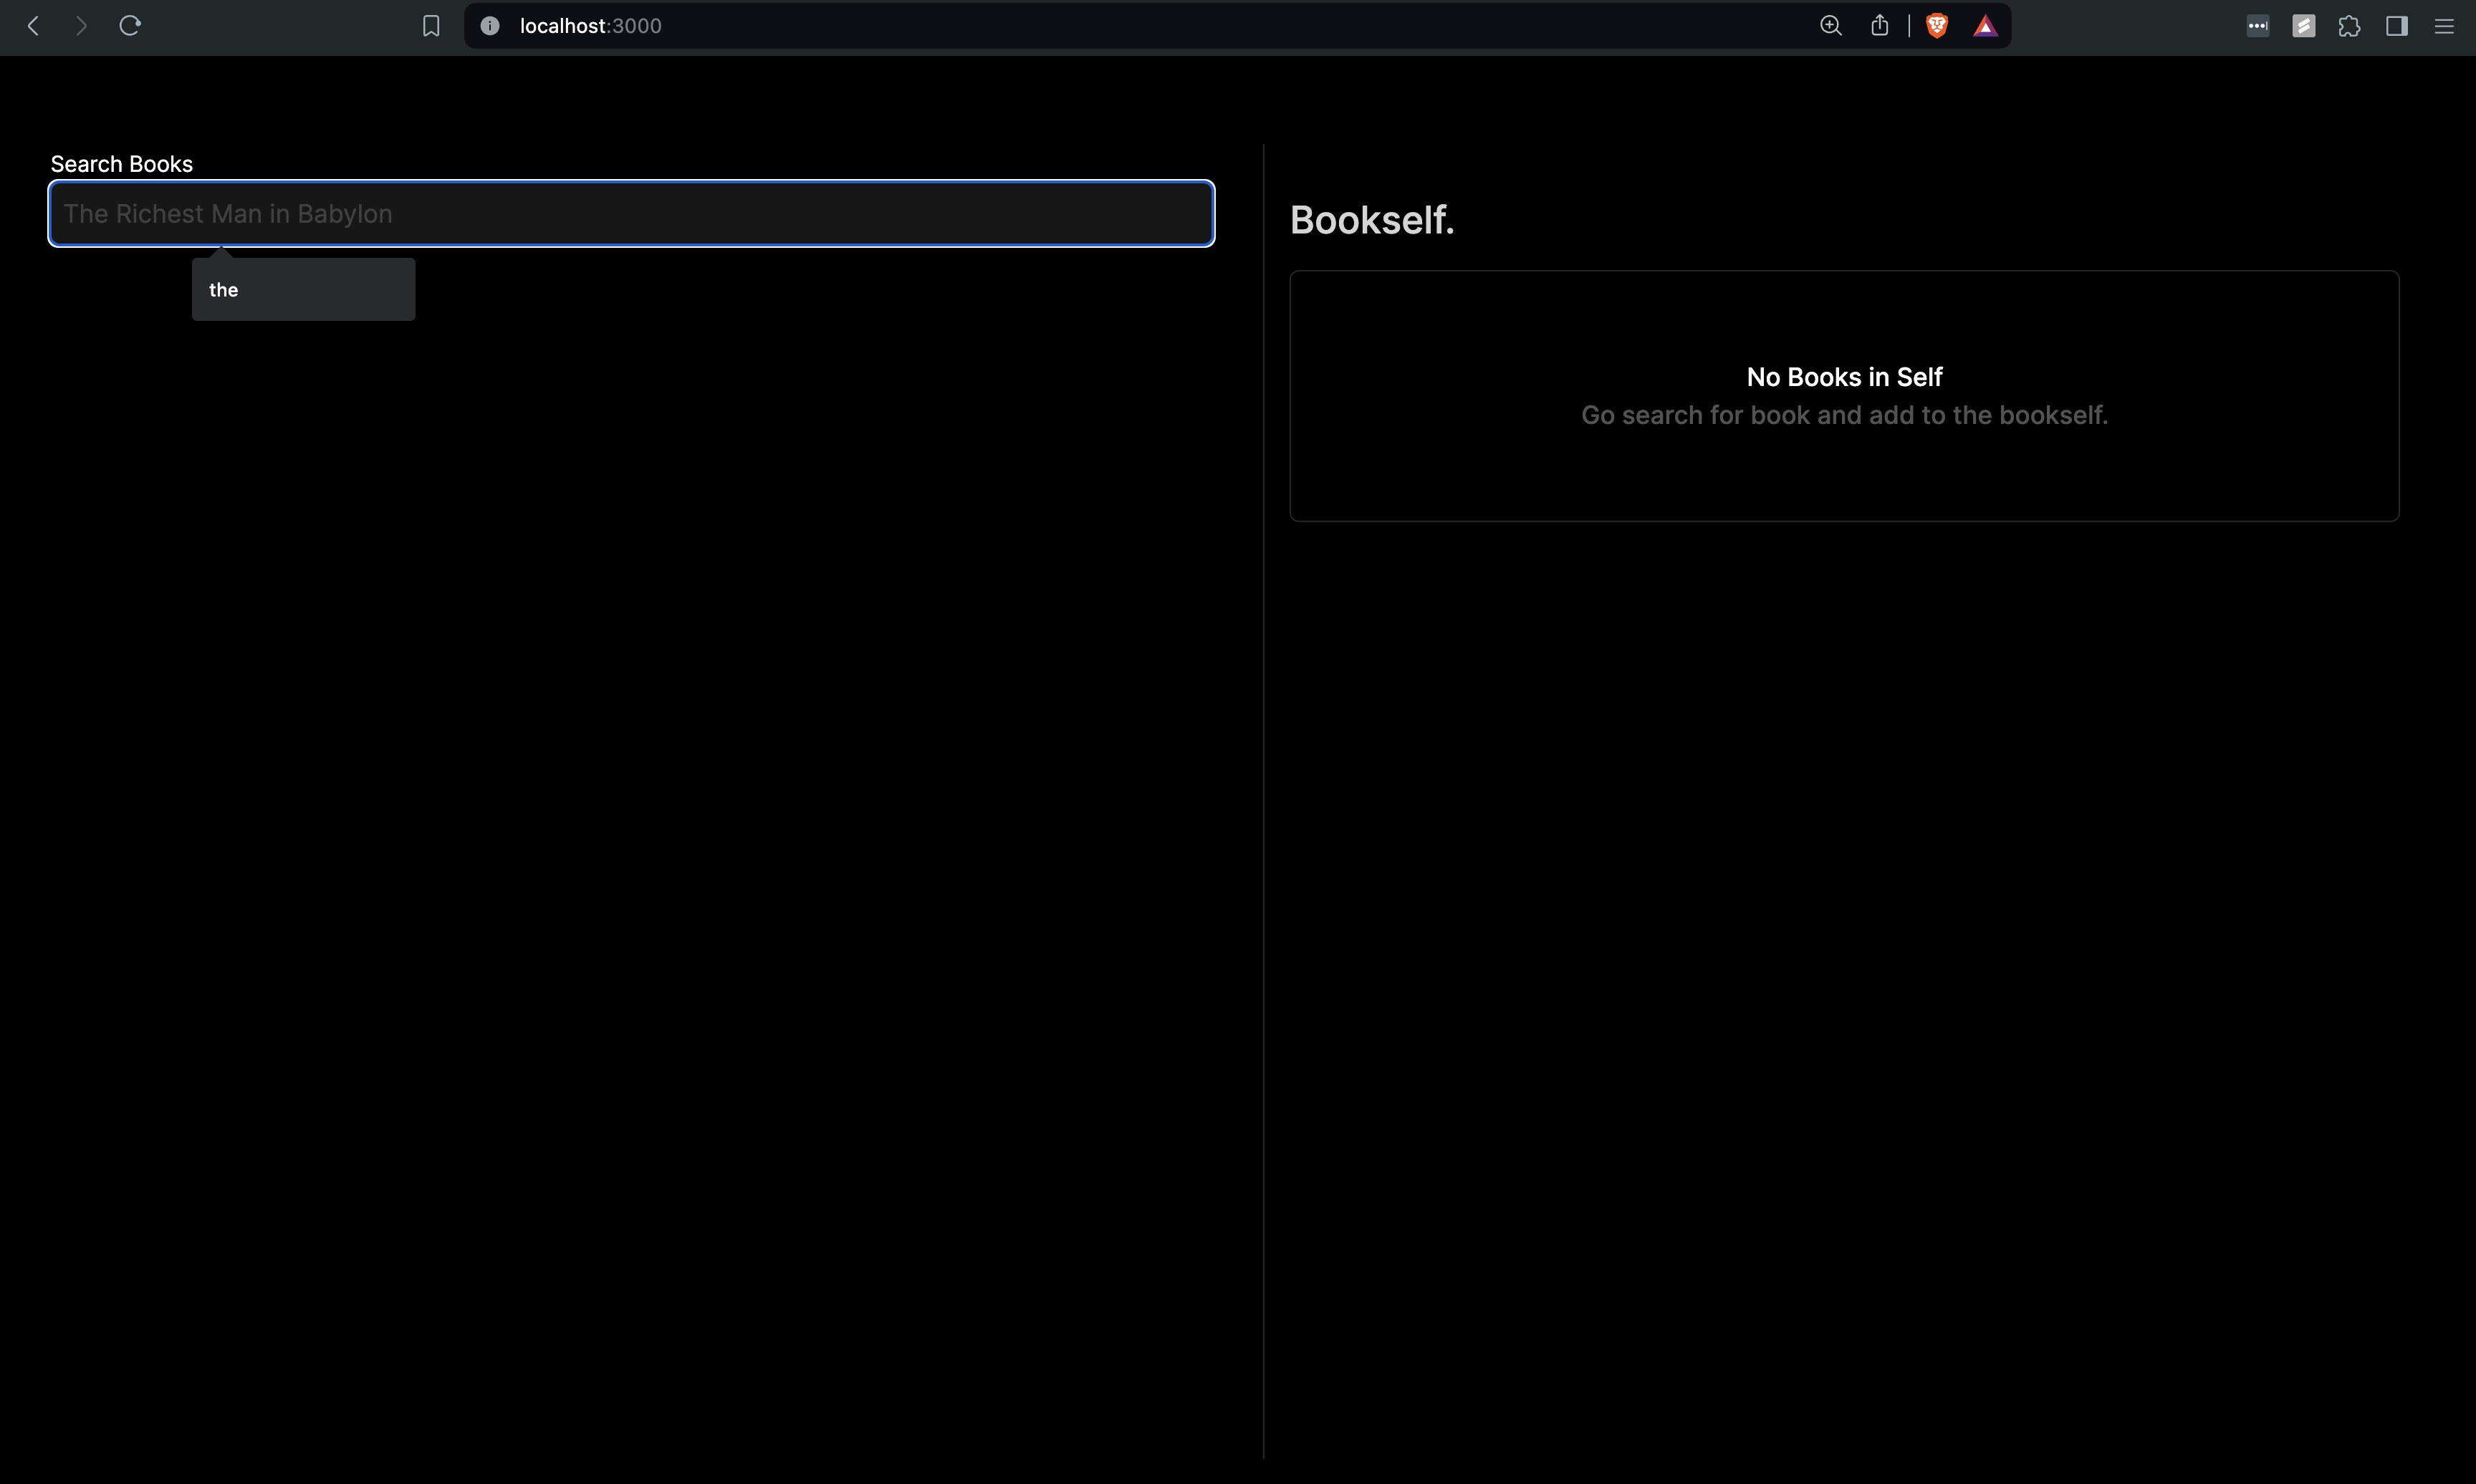 localhost:3000
Search Books
The Richest Man in Babylon
the
Bookself.
No Books in Self
Go search for book and add to the bookself.